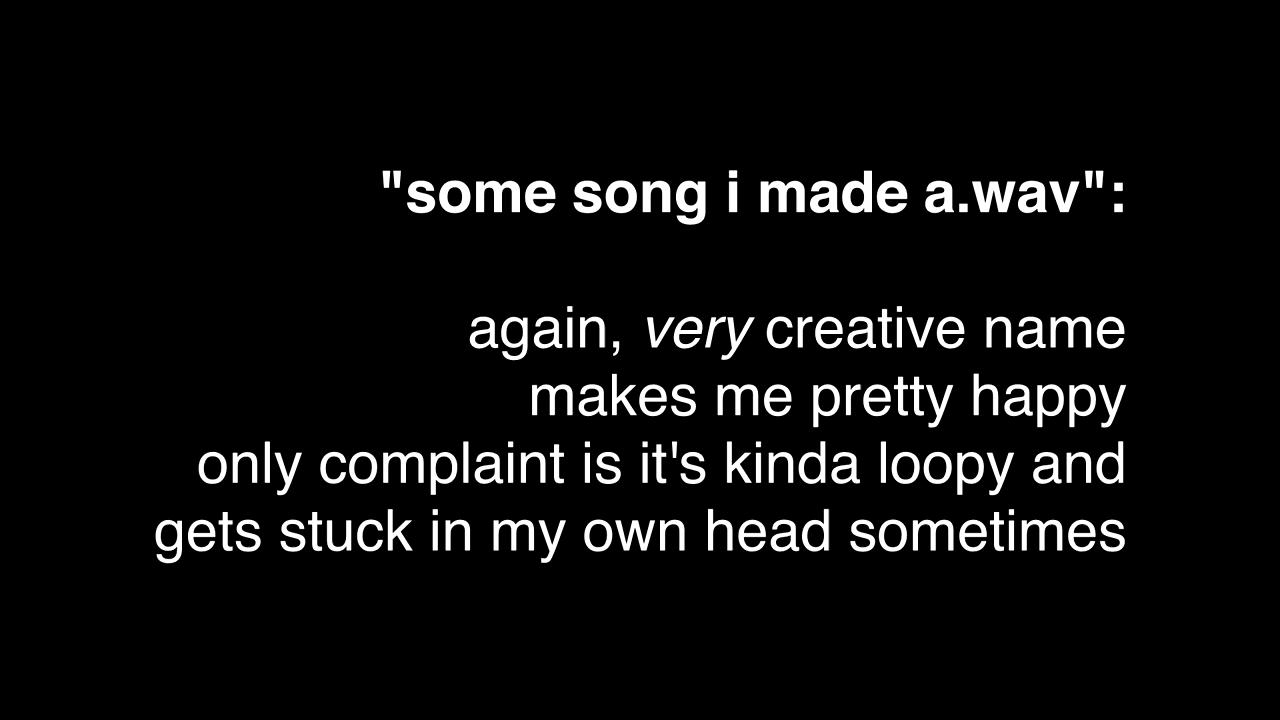 "some song i made a.wav":
again, very creative name
makes me pretty happy
only complaint is it's kinda loopy and
gets stuck in my own head sometimes